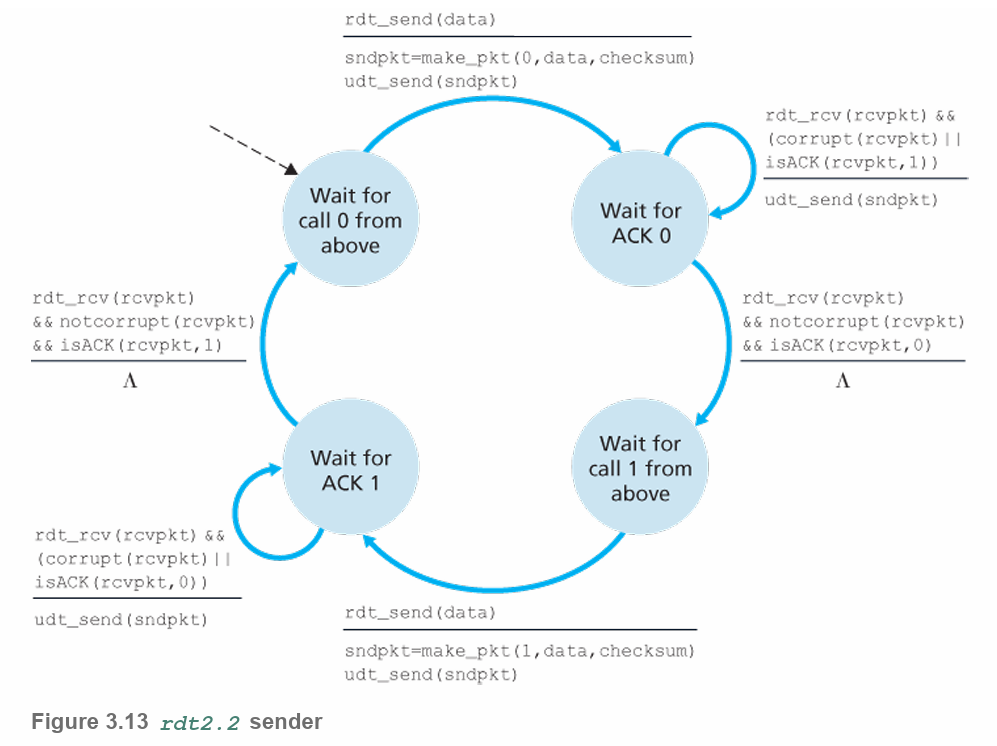 rdt_send(data)
sndpkt=make_pkt(0,data,checksum)
udt_send(sndpkt)
rdt_rcv(rcvpkt) &&
(corrupt(rcvpkt)||
isACK(rcvpkt,1))
udt_send(sndpkt)
Wait for
call 0 from
above
Wait for
ACK 0
rdt_rcv(rcvpkt)
&& notcorrupt(rcvpkt)
&& isACK(rcvpkt,1)
Λ
rdt_rcv(rcvpkt)
&& notcorrupt(rcvpkt)
&& isACK(rcvpkt,0)
Λ
Wait for
ACK 1
Wait for
call 1 from
above
rdt_rcv(rcvpkt) &&
(corrupt(rcvpkt)||
isACK(rcvpkt,0))
udt_send(sndpkt)
rdt_send(data)
sndpkt=make_pkt(1,data,checksum)
udt_send(sndpkt)
Figure 3.13 rdt2.2 sender